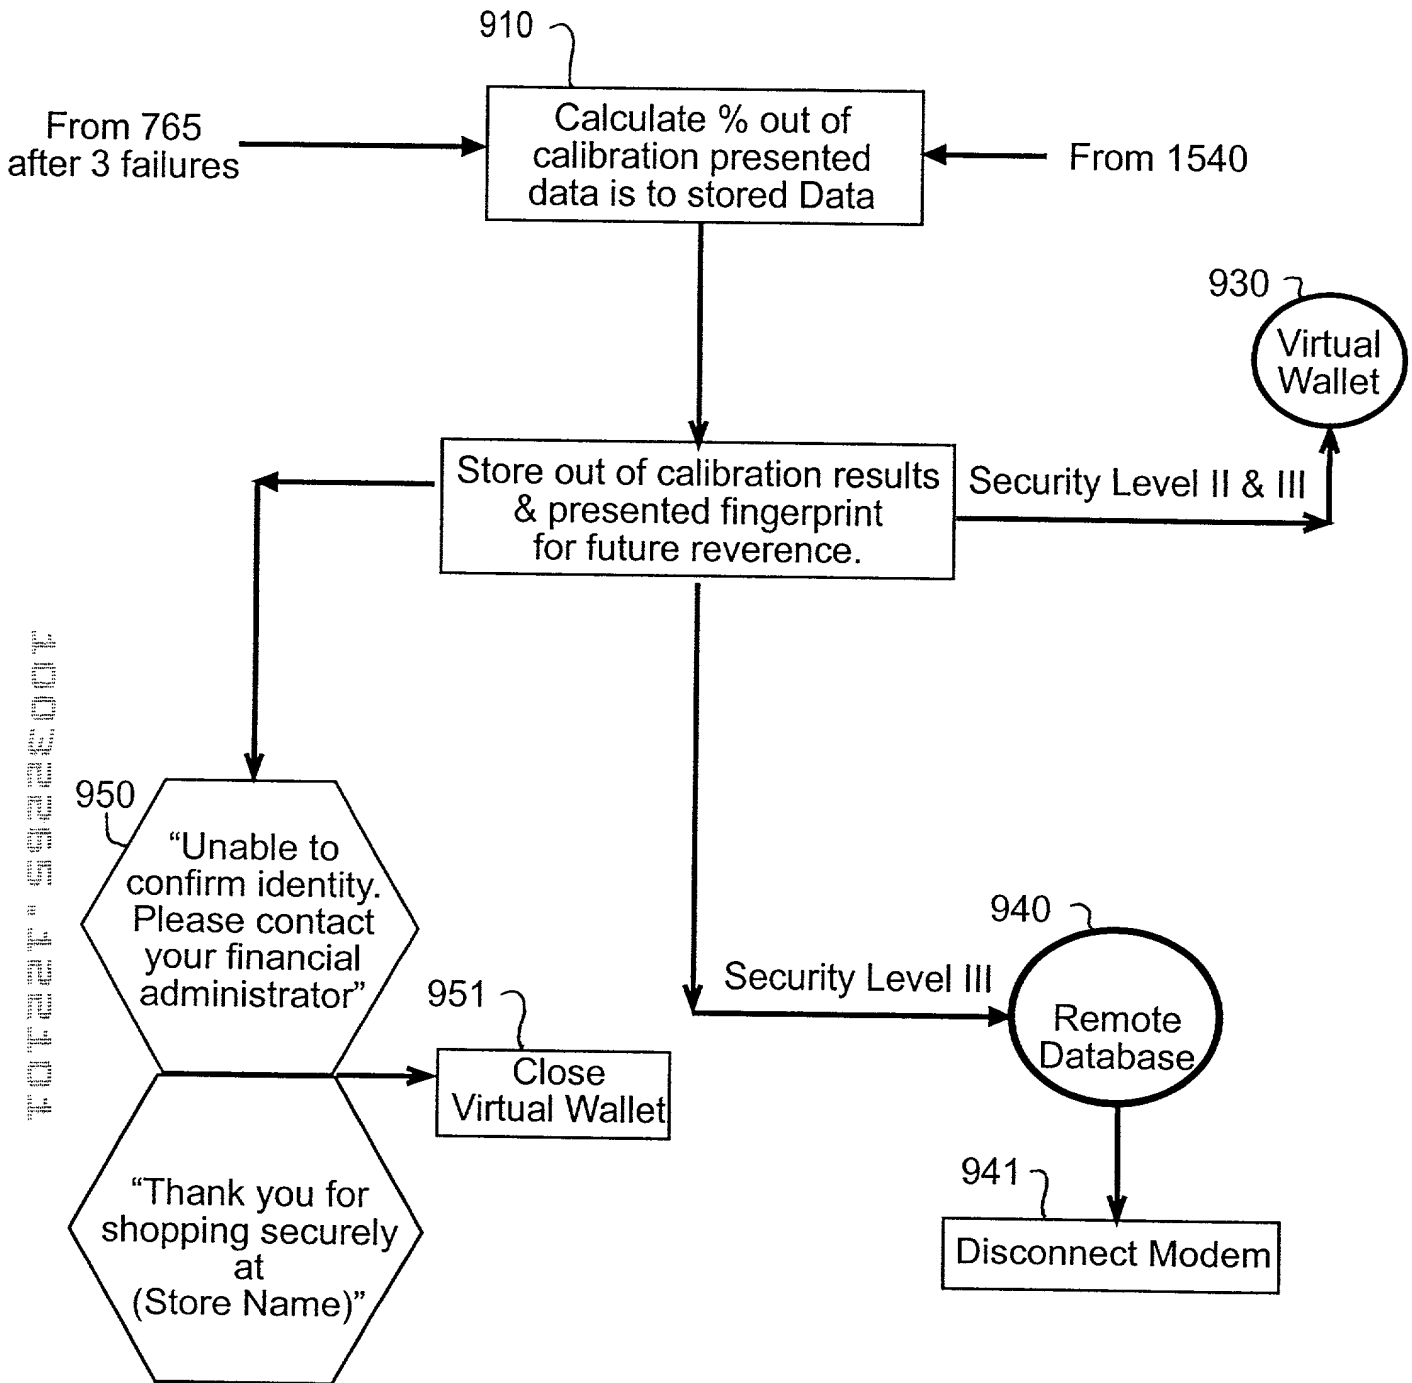 910
From 765
after 3 failures
Calculate % out of
calibration presented
data is to stored Data
From 1540
930
Virtual
Wallet
Store out of calibration results
& presented fingerprint
for future reverence.
Security Level II & III
950
“Unable to
confirm identity.
Please contact
your financial
administrator”
951
Close
Virtual Wallet
Security Level III
940
Remote
Database
941
Disconnect Modem
“Thank you for
shopping securely
at
(Store Name)”